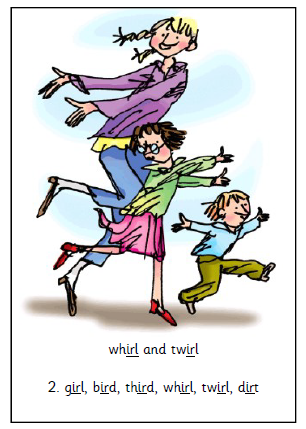 whirl and twirl
2. girl, bird, third, whirl, twirl, dirt